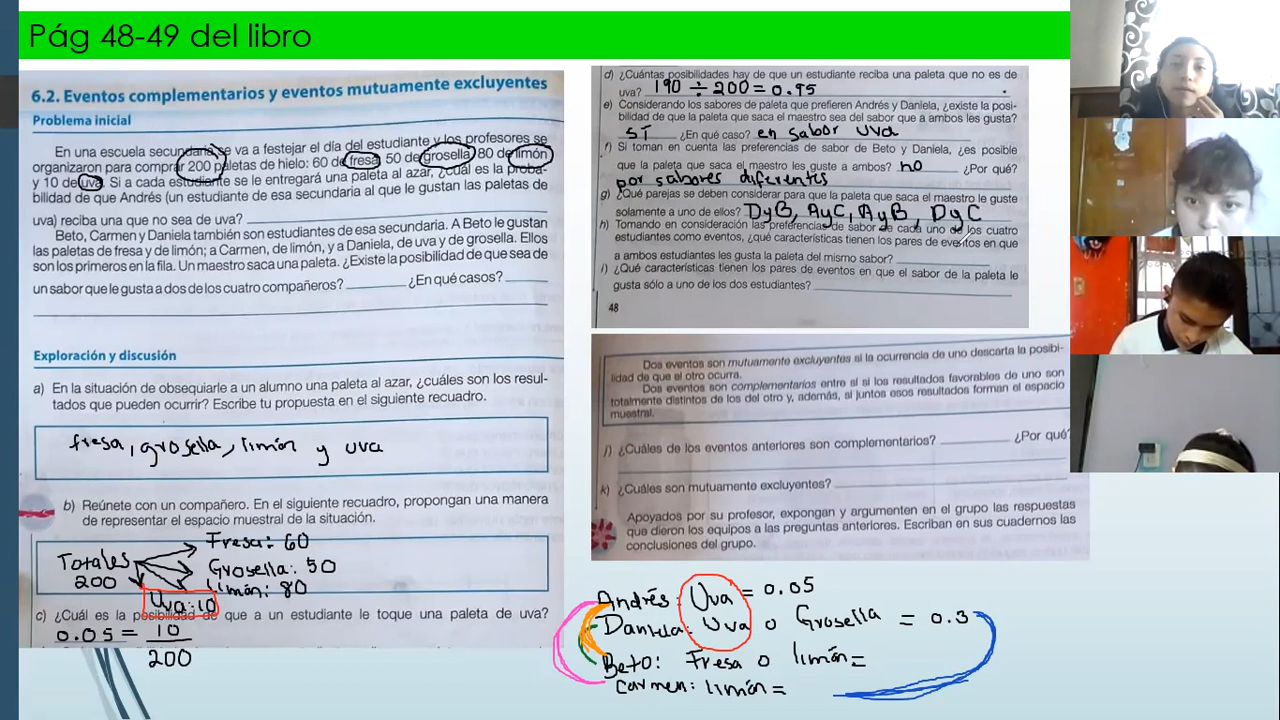 Pág 48-49 del libro
6.2. Eventos complementarios y eventos mutuamente excluyentes
Problema inicial
En una escuela secundaria se va a festejar el día del estudiante y los profesores se
organizaron para comprar 200 paletas de hielo: 60 de fresa, 50 de grosella, 80 de limón
y 10 de uva. Si a cada estudiante se le entregará una paleta al azar, ¿cuál es la proba-
bilidad de que Andrés (un estudiante de esa secundaria al que le gustan las paletas de
uva) reciba una que no sea de uva?
Beto, Carmen y Daniela también son estudiantes de esa secundaria. A Beto le gustan
las paletas de fresa y de limón; a Carmen, de limón, y a Daniela, de uva y de grosella. Ellos
son los primeros en la fila. Un maestro saca una paleta. ¿Existe la posibilidad de que sea de
un sabor que le gusta a dos de los cuatro compañeros? ¿En qué casos?
Exploración y discusión
a) En la situación de obsequiarle a un alumno una paleta al azar, ¿cuáles son los resul-
tados que pueden ocurrir? Escribe tu propuesta en el siguiente recuadro.
fresa, grosella, limón y uva
b) Reúnete con un compañero. En el siguiente recuadro, propongan una manera
de representar el espacio muestral de la situación.
Totales
200
Fresa: 60
Grosella: 50
Limón: 80
Uva: 10
c) ¿Cuál es la posibilidad de que a un estudiante le toque una paleta de uva?
0.05 = 10
200
d) ¿Cuántas posibilidades hay de que un estudiante reciba una paleta que no es de
uva? 190 ÷ 200 = 0.95
e) Considerando los sabores de paleta que prefieren Andrés y Daniela, ¿existe la posi-
bilidad de que la paleta que saca el maestro sea del sabor que a ambos les gusta?
sí ¿En qué caso? en sabor uva
f) Si toman en cuenta las preferencias de sabor de Beto y Daniela, ¿es posible
que la paleta que saca el maestro les guste a ambos? no ¿Por qué?
por sabores diferentes
g) ¿Qué parejas se deben considerar para que la paleta que saca el maestro le guste
solamente a uno de ellos? DyB, AyC, AyB, DyC
h) Tomando en consideración las preferencias de sabor de cada uno de los cuatro
estudiantes como eventos, ¿qué características tienen los pares de eventos en que
a ambos estudiantes les gusta la paleta del mismo sabor?
i) ¿Qué características tienen los pares de eventos en que el sabor de la paleta le
gusta sólo a uno de los dos estudiantes?
48
Dos eventos son mutuamente excluyentes si la ocurrencia de uno descarta la posibi-
lidad de que el otro ocurra.
Dos eventos son complementarios entre sí si los resultados favorables de uno son
totalmente distintos de los del otro y, además, si juntos esos resultados forman el espacio
muestral.
j) ¿Cuáles de los eventos anteriores son complementarios? ¿Por qué?
k) ¿Cuáles son mutuamente excluyentes?
Apoyados por su profesor, expongan y argumenten en el grupo las respuestas
que dieron los equipos a las preguntas anteriores. Escriban en sus cuadernos las
conclusiones del grupo.
Andrés: Uva = 0.05
Daniela: Uva o Grosella = 0.3
Beto: Fresa o limón =
Carmen: limón =